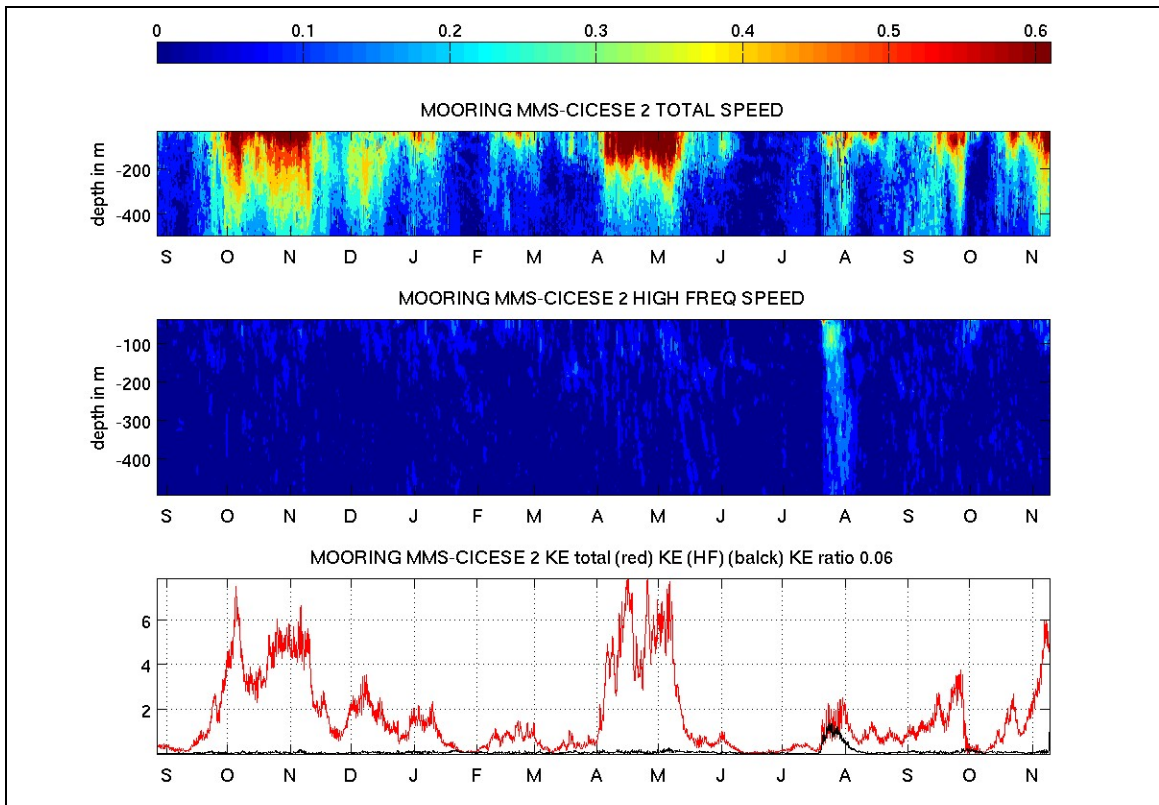 0 0.1 0.2 0.3 0.4 0.5 0.6
MOORING MMS-CICESE 2 TOTAL SPEED
depth in m
-200
-400
S O N D J F M A M J J A S O N
MOORING MMS-CICESE 2 HIGH FREQ SPEED
depth in m
-100
-200
-300
-400
S O N D J F M A M J J A S O N
MOORING MMS-CICESE 2 KE total (red) KE (HF) (balck) KE ratio 0.06
6
4
2
S O N D J F M A M J J A S O N